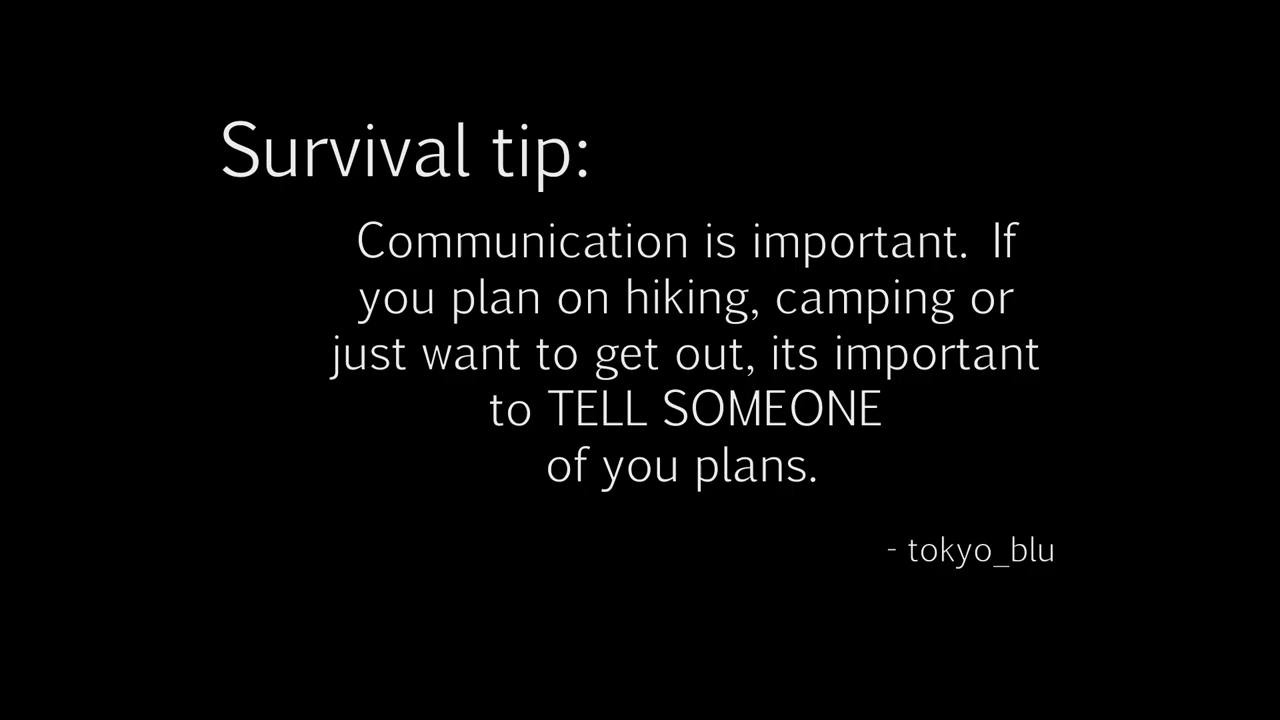 Survival tip:
Communication is important.  If
you plan on hiking, camping or
just want to get out, its important
to TELL SOMEONE
of you plans.
- tokyo_blu